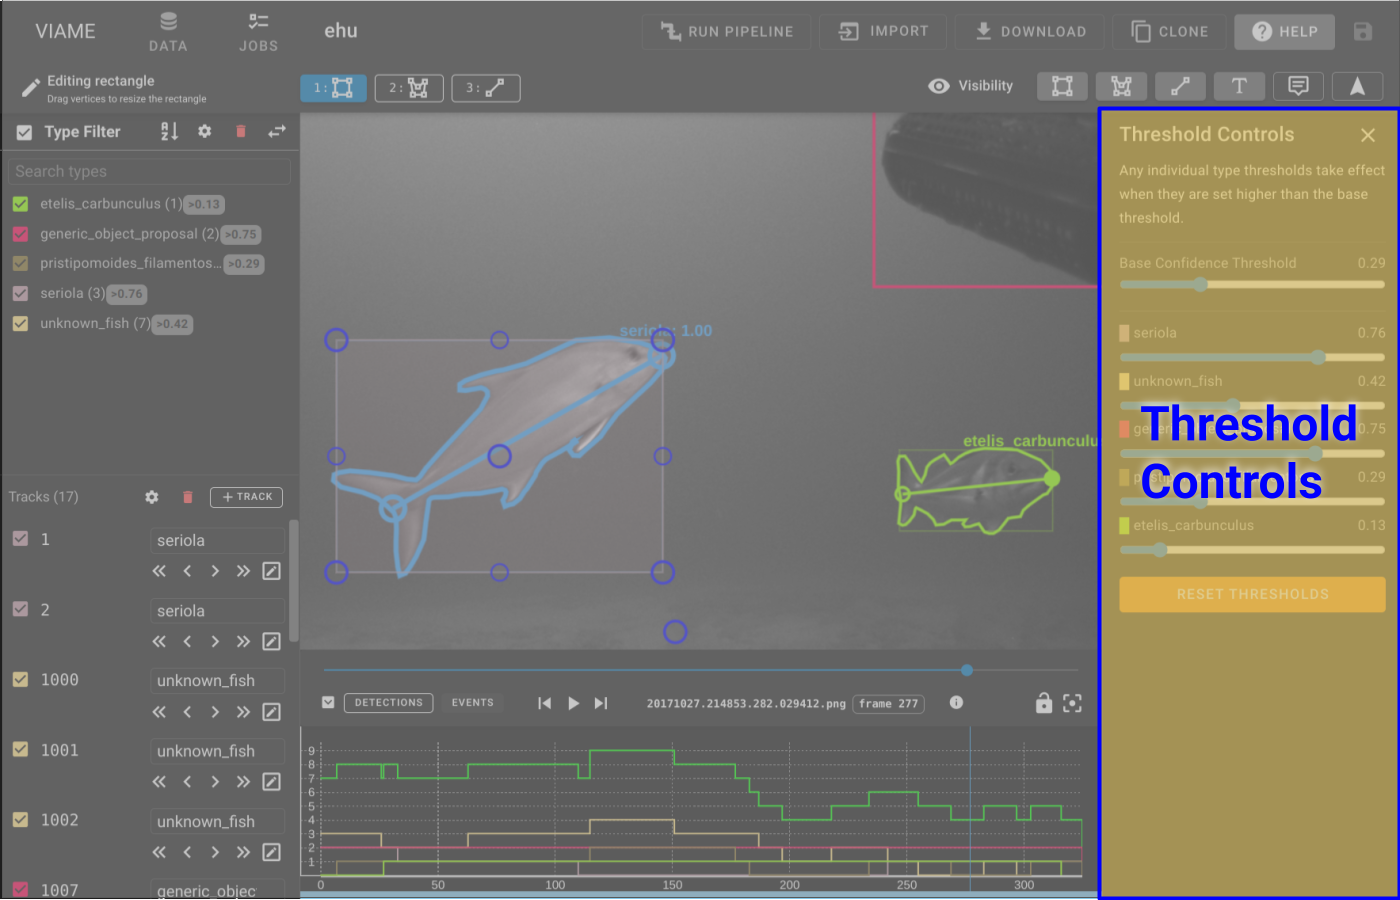 VIAME
DATA
JOBS
ehu
RUN PIPELINE
IMPORT
DOWNLOAD
CLONE
HELP
Editing rectangle
Drag vertices to resize the rectangle
1:
2:
3:
Visibility
T
Type Filter
Search types
etelis_carbunculus (1) >0.13
generic_object_proposal (2) >0.75
pristipomoides_filamentos… >0.29
seriola (3) >0.76
unknown_fish (7) >0.42
Tracks (17)
+ TRACK
1 seriola
2 seriola
1000 unknown_fish
1001 unknown_fish
1002 unknown_fish
1007 generic_objec
seriola: 1.00
etelis_carbunculu
DETECTIONS
EVENTS
20171027.214853.282.029412.png
frame 277
9
8
7
6
5
4
3
2
1
0 50 100 150 200 250 300
Threshold Controls
Any individual type thresholds take effect
when they are set higher than the base
threshold.
Base Confidence Threshold 0.29
seriola 0.76
unknown_fish 0.42
0.75
0.29
etelis_carbunculus 0.13
RESET THRESHOLDS
Threshold
Controls